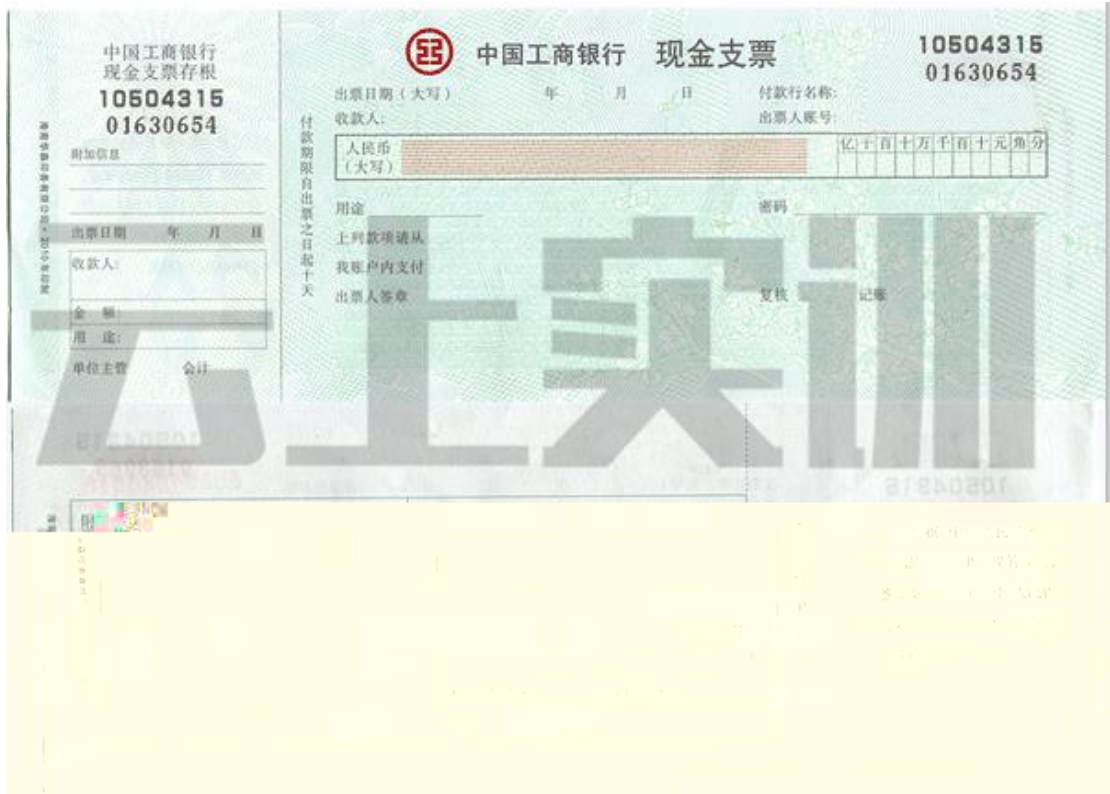 中国工商银行
现金支票存根
10504315
01630654
附加信息
出票日期 年 月 日
收款人:
金 额
用 途:
单位主管 会计
付款期限自出票之日起十天
中国工商银行 现金支票
10504315
01630654
出票日期(大写) 年 月 日 付款行名称:
收款人: 出票人账号:
人民币
(大写)
亿 千 百 十 万 千 百 十 元 角 分
用途 密码
上列款项请从
我账户内支付
出票人签章 复核 记账
云上实训